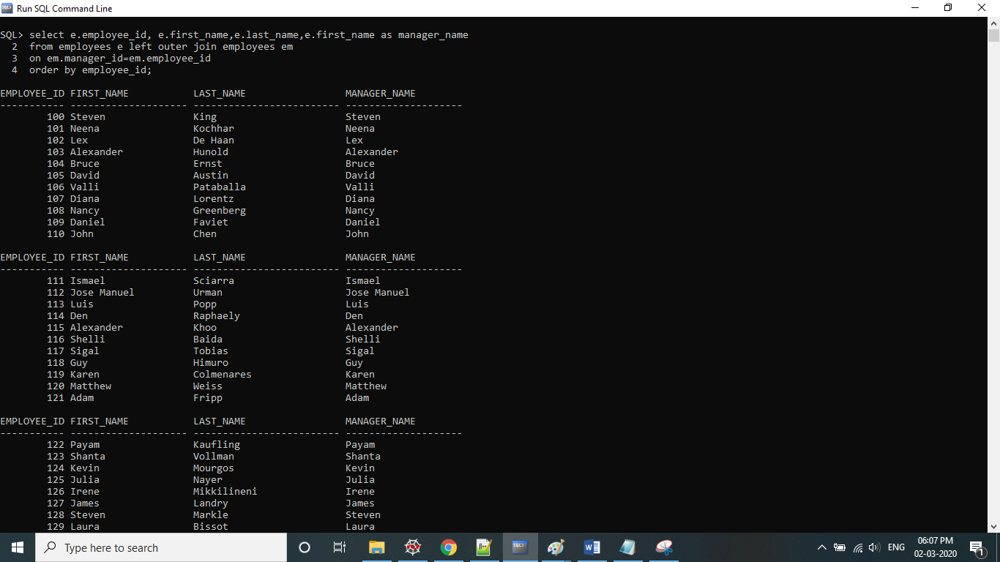 Run SQL Command Line
SQL> select e.employee_id, e.first_name,e.last_name,e.first_name as manager_name
  2  from employees e left outer join employees em
  3  on em.manager_id=em.employee_id
  4  order by employee_id;
EMPLOYEE_ID FIRST_NAME           LAST_NAME                 MANAGER_NAME
----------- -------------------- ------------------------- --------------------
        100 Steven               King                      Steven
        101 Neena                Kochhar                   Neena
        102 Lex                  De Haan                   Lex
        103 Alexander            Hunold                    Alexander
        104 Bruce                Ernst                     Bruce
        105 David                Austin                    David
        106 Valli                Pataballa                 Valli
        107 Diana                Lorentz                   Diana
        108 Nancy                Greenberg                 Nancy
        109 Daniel               Faviet                    Daniel
        110 John                 Chen                      John
EMPLOYEE_ID FIRST_NAME           LAST_NAME                 MANAGER_NAME
----------- -------------------- ------------------------- --------------------
        111 Ismael               Sciarra                   Ismael
        112 Jose Manuel          Urman                     Jose Manuel
        113 Luis                 Popp                      Luis
        114 Den                  Raphaely                  Den
        115 Alexander            Khoo                      Alexander
        116 Shelli               Baida                     Shelli
        117 Sigal                Tobias                    Sigal
        118 Guy                  Himuro                    Guy
        119 Karen                Colmenares                Karen
        120 Matthew              Weiss                     Matthew
        121 Adam                 Fripp                     Adam
EMPLOYEE_ID FIRST_NAME           LAST_NAME                 MANAGER_NAME
----------- -------------------- ------------------------- --------------------
        122 Payam                Kaufling                  Payam
        123 Shanta               Vollman                   Shanta
        124 Kevin                Mourgos                   Kevin
        125 Julia                Nayer                     Julia
        126 Irene                Mikkilineni               Irene
        127 James                Landry                    James
        128 Steven               Markle                    Steven
        129 Laura                Bissot                    Laura
Type here to search
ENG
06:07 PM
02-03-2020
1